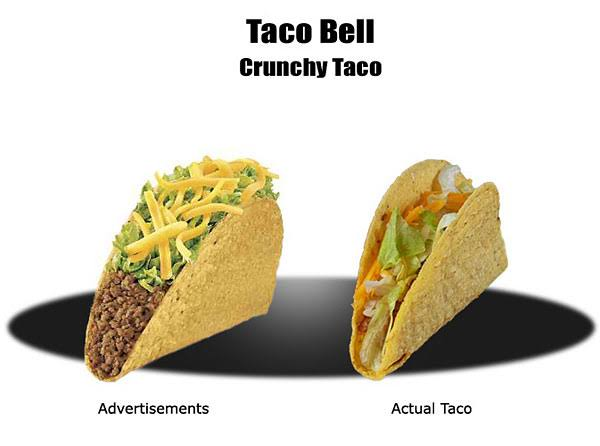 Taco Bell
Crunchy Taco
Advertisements
Actual Taco